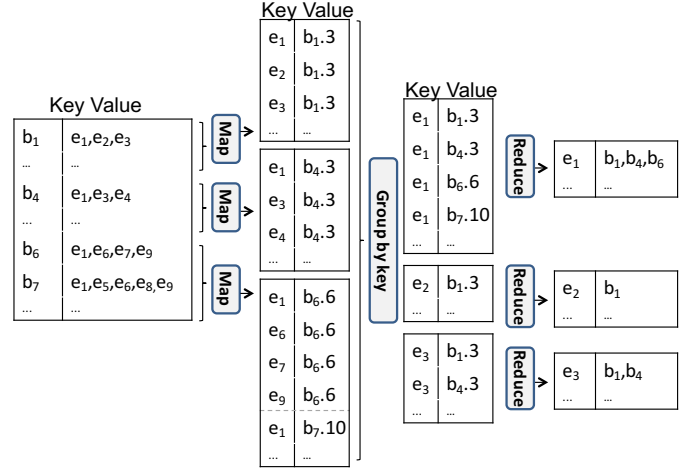 Key Value
b₁ e₁,e₂,e₃
... ...
b₄ e₁,e₃,e₄
... ...
b₆ e₁,e₆,e₇,e₉
b₇ e₁,e₅,e₆,e₈,e₉
... ...
Map
Map
Map
Key Value
e₁ b₁.3
e₂ b₁.3
e₃ b₁.3
... ...
e₁ b₄.3
e₃ b₄.3
e₄ b₄.3
... ...
e₁ b₆.6
e₆ b₆.6
e₇ b₆.6
e₉ b₆.6
e₁ b₇.10
... ...
Group by key
Key Value
e₁ b₁.3
e₁ b₄.3
e₁ b₆.6
e₁ b₇.10
... ...
e₂ b₁.3
... ...
e₃ b₁.3
e₃ b₄.3
... ...
Reduce
Reduce
Reduce
e₁ b₁,b₄,b₆
... ...
e₂ b₁
... ...
e₃ b₁,b₄
... ...